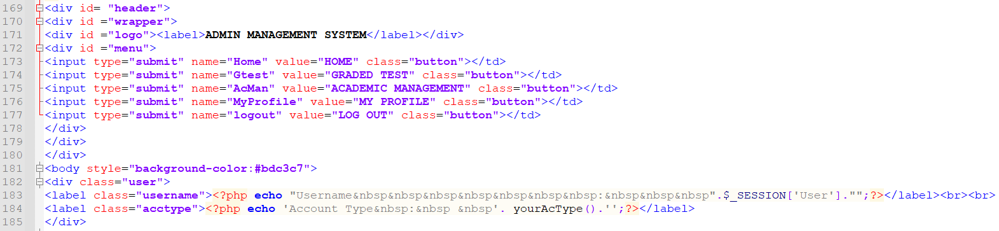 169 <div id= "header">
170 <div id ="wrapper">
171 <div id ="logo"><label>ADMIN MANAGEMENT SYSTEM</label></div>
172 <div id ="menu">
173 <input type="submit" name="Home" value="HOME" class="button"></td>
174 <input type="submit" name="Gtest" value="GRADED TEST" class="button"></td>
175 <input type="submit" name="AcMan" value="ACADEMIC MANAGEMENT" class="button"></td>
176 <input type="submit" name="MyProfile" value="MY PROFILE" class="button"></td>
177 <input type="submit" name="logout" value="LOG OUT" class="button"></td>
178 </div>
179 </div>
180 </div>
181 <body style="background-color:#bdc3c7">
182 <div class="user">
183 <label class="username"><?php echo "Username&nbsp&nbsp&nbsp&nbsp&nbsp&nbsp&nbsp:&nbsp&nbsp&nbsp".$_SESSION['User']."";?></label><br><br>
184 <label class="acctype"><?php echo 'Account Type&nbsp:&nbsp &nbsp'. yourAcType().'';?></label>
185 </div>